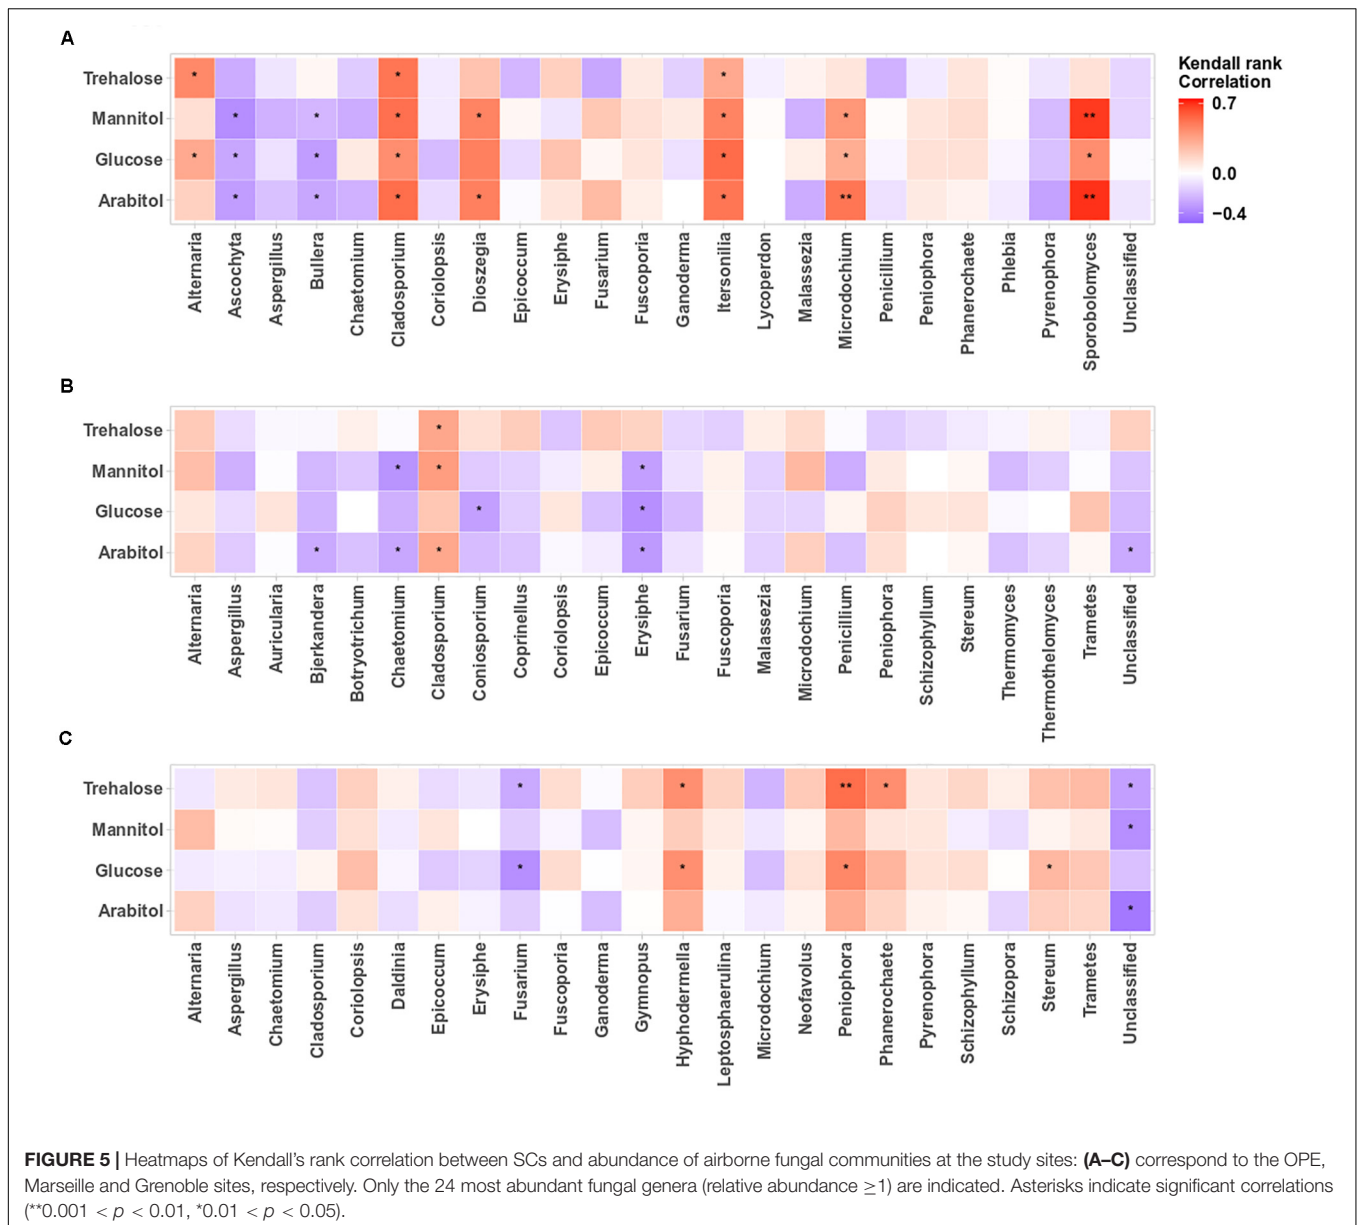 A
Kendall rank
Correlation
0.7
0.0
−0.4
Trehalose * * *
Mannitol * * * * * * **
Glucose * * * * * * *
Arabitol * * * * * ** **
Alternaria
Ascochyta
Aspergillus
Bullera
Chaetomium
Cladosporium
Coriolopsis
Dioszegia
Epicoccum
Erysiphe
Fusarium
Fuscoporia
Ganoderma
Itersonilia
Lycoperdon
Malassezia
Microdochium
Penicillium
Peniophora
Phanerochaete
Phlebia
Pyrenophora
Sporobolomyces
Unclassified
B
Trehalose *
Mannitol * * *
Glucose * *
Arabitol * * * * *
Alternaria
Aspergillus
Auricularia
Bjerkandera
Botryotrichum
Chaetomium
Cladosporium
Coniosporium
Coprinellus
Coriolopsis
Epicoccum
Erysiphe
Fusarium
Fuscoporia
Malassezia
Microdochium
Penicillium
Peniophora
Schizophyllum
Stereum
Thermomyces
Thermothelomyces
Trametes
Unclassified
C
Trehalose * * ** * *
Mannitol *
Glucose * * * *
Arabitol *
Alternaria
Aspergillus
Chaetomium
Cladosporium
Coriolopsis
Daldinia
Epicoccum
Erysiphe
Fusarium
Fuscoporia
Ganoderma
Gymnopus
Hyphodermella
Leptosphaerulina
Microdochium
Neofavolus
Peniophora
Phanerochaete
Pyrenophora
Schizophyllum
Schizopora
Stereum
Trametes
Unclassified
FIGURE 5 | Heatmaps of Kendall's rank correlation between SCs and abundance of airborne fungal communities at the study sites: (A–C) correspond to the OPE,
Marseille and Grenoble sites, respectively. Only the 24 most abundant fungal genera (relative abundance ≥1) are indicated. Asterisks indicate significant correlations
(**0.001 < p < 0.01, *0.01 < p < 0.05).